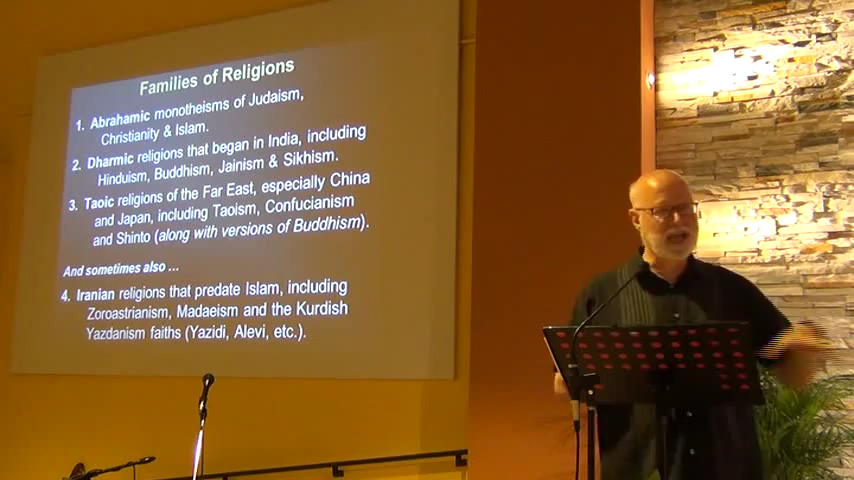 Families of Religions
1. Abrahamic monotheisms of Judaism,
Christianity & Islam.
2. Dharmic religions that began in India, including
Hinduism, Buddhism, Jainism & Sikhism.
3. Taoic religions of the Far East, especially China
and Japan, including Taoism, Confucianism
and Shinto (along with versions of Buddhism).
And sometimes also ...
4. Iranian religions that predate Islam, including
Zoroastrianism, Madaeism and the Kurdish
Yazdanism faiths (Yazidi, Alevi, etc.).